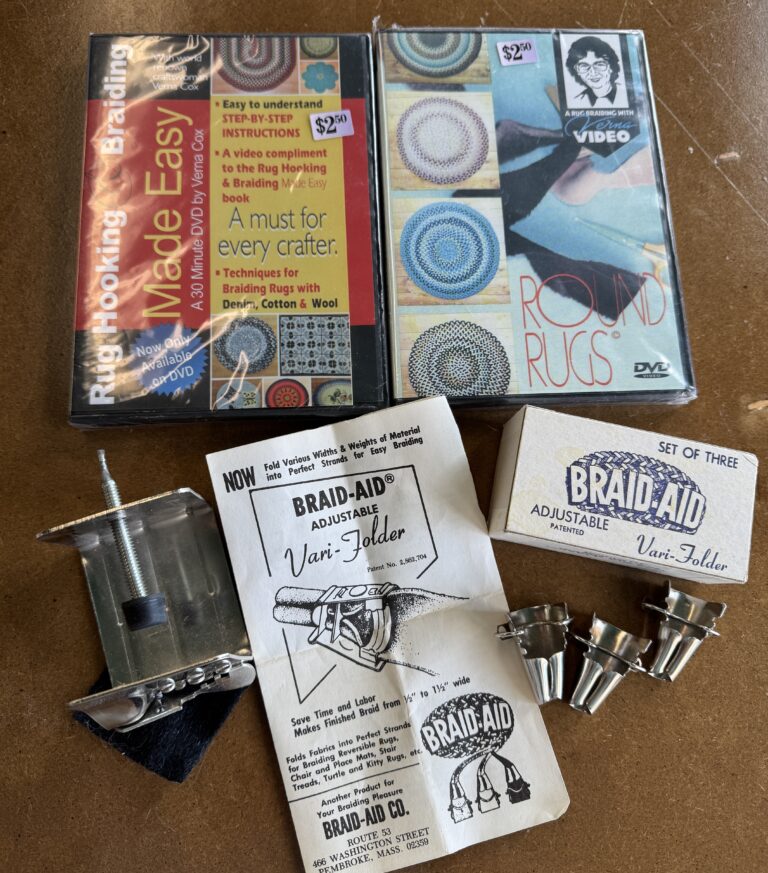 Rug Hooking & Braiding
Made Easy
A 30 Minute DVD by Verna Cox
With world
renown
craftswoman
Verna Cox
• Easy to understand
STEP-BY-STEP
INSTRUCTIONS
$2.50
• A video compliment
to the Rug Hooking
& Braiding Made Easy
book
A must for
every crafter.
• Techniques for
Braiding Rugs with
Denim, Cotton & Wool
Now Only
Available
on DVD
$2.50
A RUG BRAIDING WITH
Verna
VIDEO
ROUND
RUGS©
DVD
VIDEO
NOW Fold Various Widths & Weights of Material
into Perfect Strands for Easy Braiding
BRAID-AID®
ADJUSTABLE
Vari-Folder
Patent No. 2,562,704
Save Time and Labor
Makes Finished Braid from ½" to 1½" wide
Folds Fabrics into Perfect Strands
for Braiding Reversible Rugs,
Chair and Place Mats, Stair
Treads, Turtle and Kitty Rugs, etc.
BRAID-AID
Another Product for
Your Braiding Pleasure
BRAID-AID CO.
ROUTE 53
466 WASHINGTON STREET
PEMBROKE, MASS. 02359
SET OF THREE
BRAID-AID
ADJUSTABLE
PATENTED
Vari-Folder